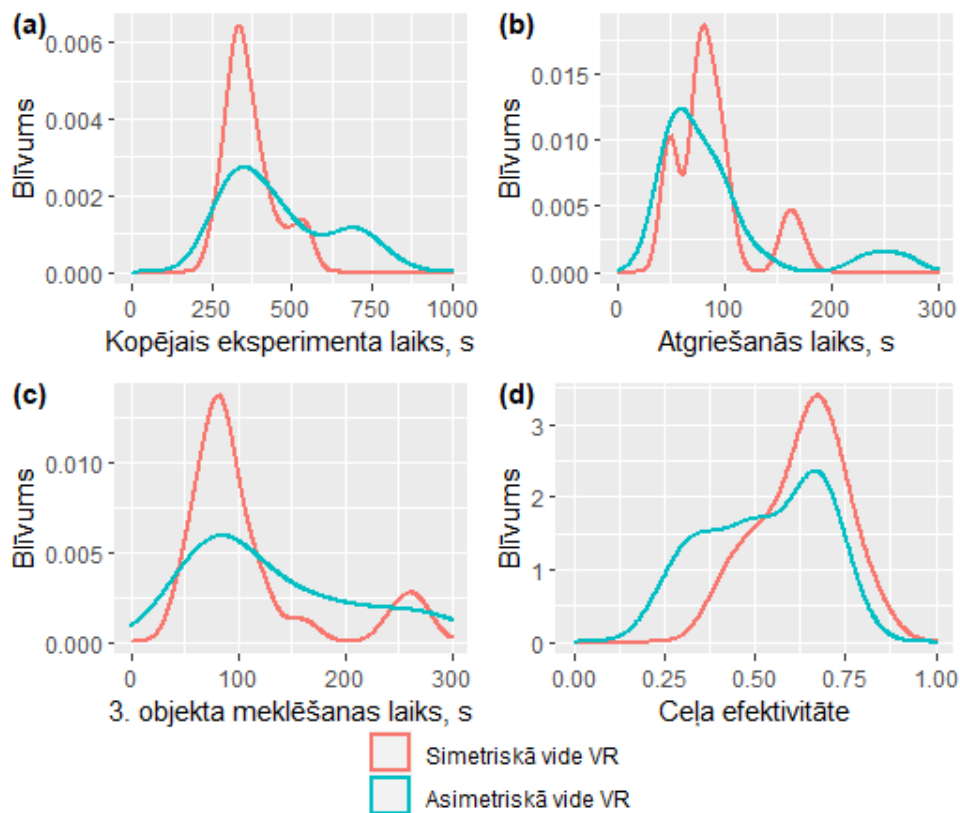 (a)
Blīvums
0.006
0.004
0.002
0.000
0 250 500 750 1000
Kopējais eksperimenta laiks, s
(b)
Blīvums
0.015
0.010
0.005
0.000
0 100 200 300
Atgriešanās laiks, s
(c)
Blīvums
0.010
0.005
0.000
0 100 200 300
3. objekta meklēšanas laiks, s
(d)
Blīvums
3
2
1
0
0.00 0.25 0.50 0.75 1.00
Ceļa efektivitāte
Simetriskā vide VR
Asimetriskā vide VR